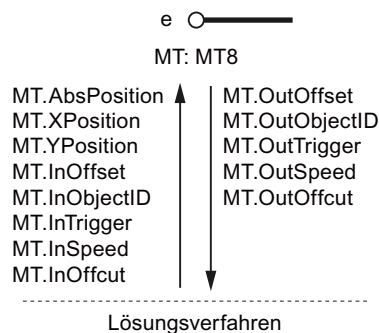 e
MT: MT8
MT.AbsPosition
MT.XPosition
MT.YPosition
MT.InOffset
MT.InObjectID
MT.InTrigger
MT.InSpeed
MT.InOffcut
MT.OutOffset
MT.OutObjectID
MT.OutTrigger
MT.OutSpeed
MT.OutOffcut
Lösungsverfahren